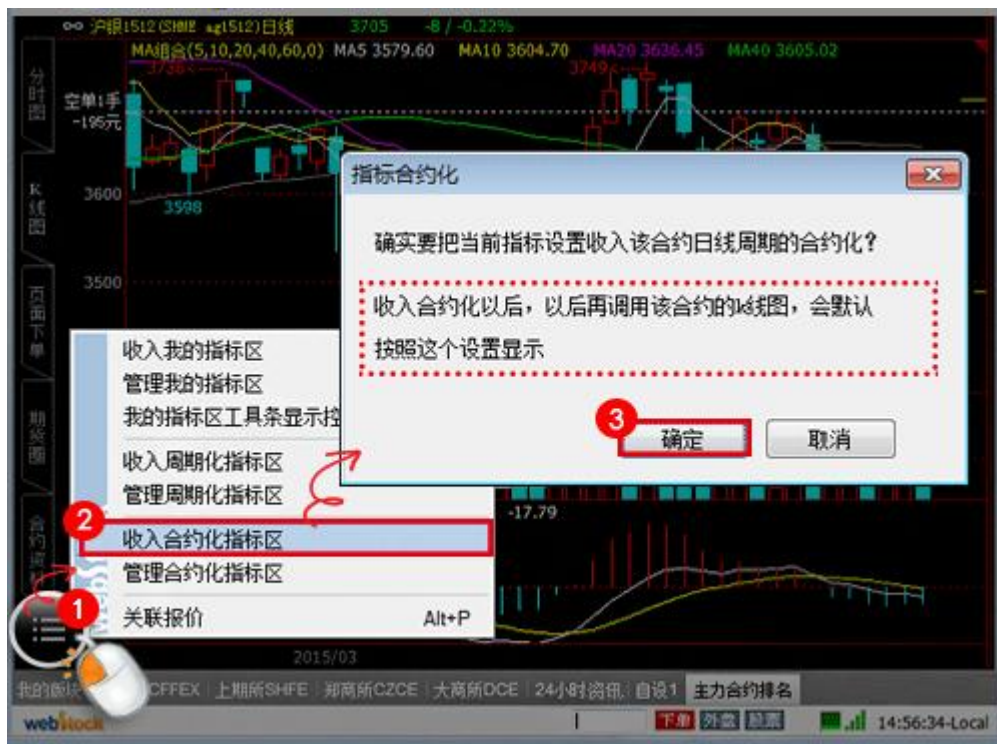 沪银1512(SHME ag1512)日线 3705 -8 / -0.22%
MA组合(5,10,20,40,60,0) MA5 3579.60 MA10 3604.70 MA20 3636.45 MA40 3605.02
3749
分时图
空单1手
-195元
K线图
3600
3598
3500
页面下单
期货圈
指标合约化
确实要把当前指标设置收入该合约日线周期的合约化?
收入合约化以后，以后再调用该合约的k线图，会默认
按照这个设置显示
3
确定
取消
收入我的指标区
管理我的指标区
我的指标区工具条显示控
收入周期化指标区
管理周期化指标区
2
收入合约化指标区
管理合约化指标区
1
关联报价 Alt+P
-17.79
2015/03
CFFEX 上期所SHFE 郑商所CZCE 大商所DCE 24小时资讯 自设1 主力合约排名
webstock
下单 外盘 股票 14:56:34-Local